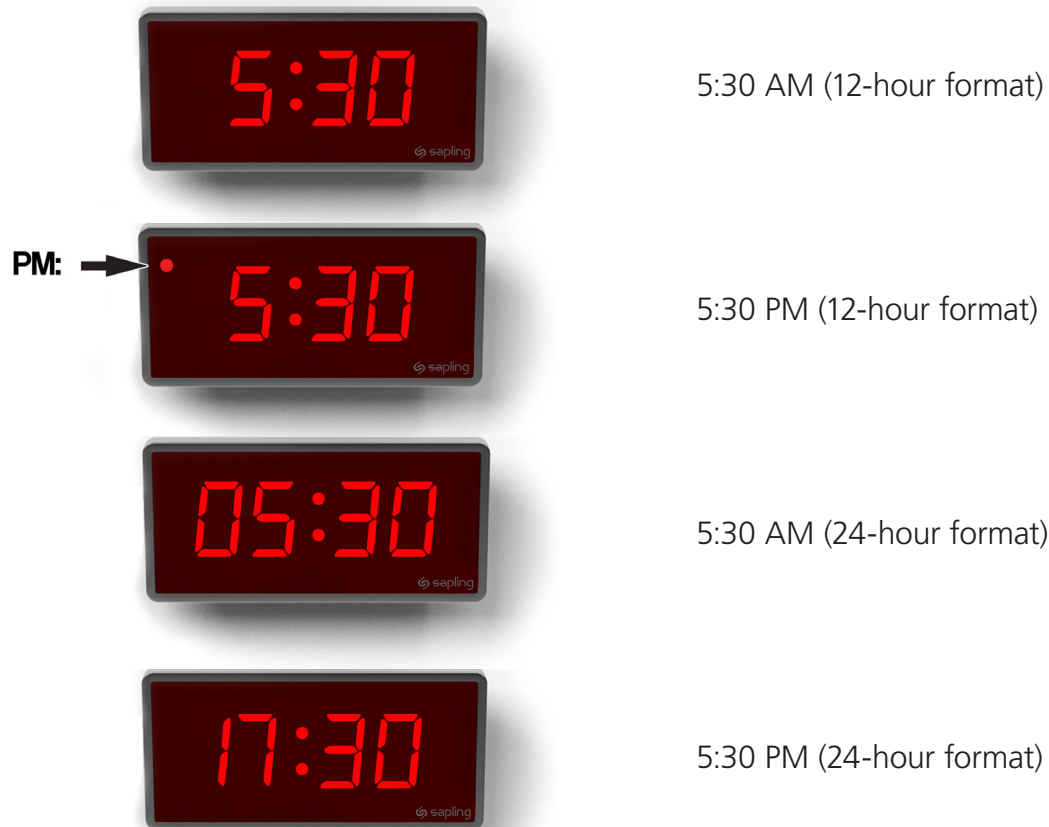 5:30
sapling
5:30 AM (12-hour format)
PM:
5:30
sapling
5:30 PM (12-hour format)
05:30
sapling
5:30 AM (24-hour format)
17:30
sapling
5:30 PM (24-hour format)